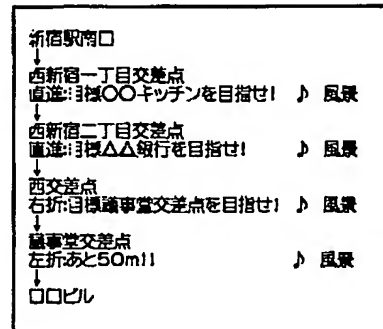 新宿駅南口
西新宿一丁目交差点
直進:目標○○キッチンを目指せ! ♪ 風景
西新宿二丁目交差点
直進:目標△△銀行を目指せ! ♪ 風景
西交差点
右折:目標議事堂交差点を目指せ! ♪ 風景
議事堂交差点
左折:あと50m!! ♪ 風景
□□ビル